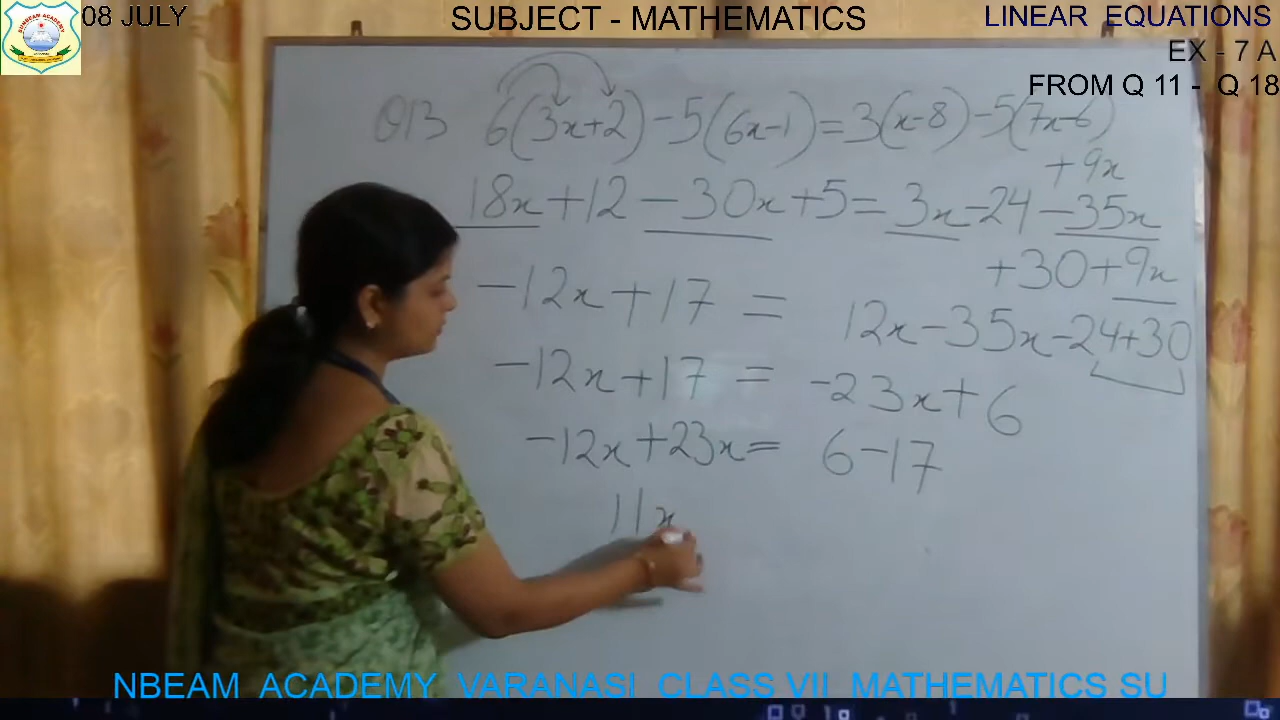 08 JULY
SUBJECT - MATHEMATICS
LINEAR EQUATIONS
EX - 7 A
FROM Q 11 - Q 18
SUNBEAM ACADEMY
Q13 6(3x+2)-5(6x-1)=3(x-8)-5(7x-6)
+9x
18x+12-30x+5=3x-24-35x
+30+9x
-12x+17 = 12x-35x-24+30
-12x+17 = -23x+6
-12x+23x= 6-17
11x
NBEAM ACADEMY VARANASI CLASS VII MATHEMATICS SU